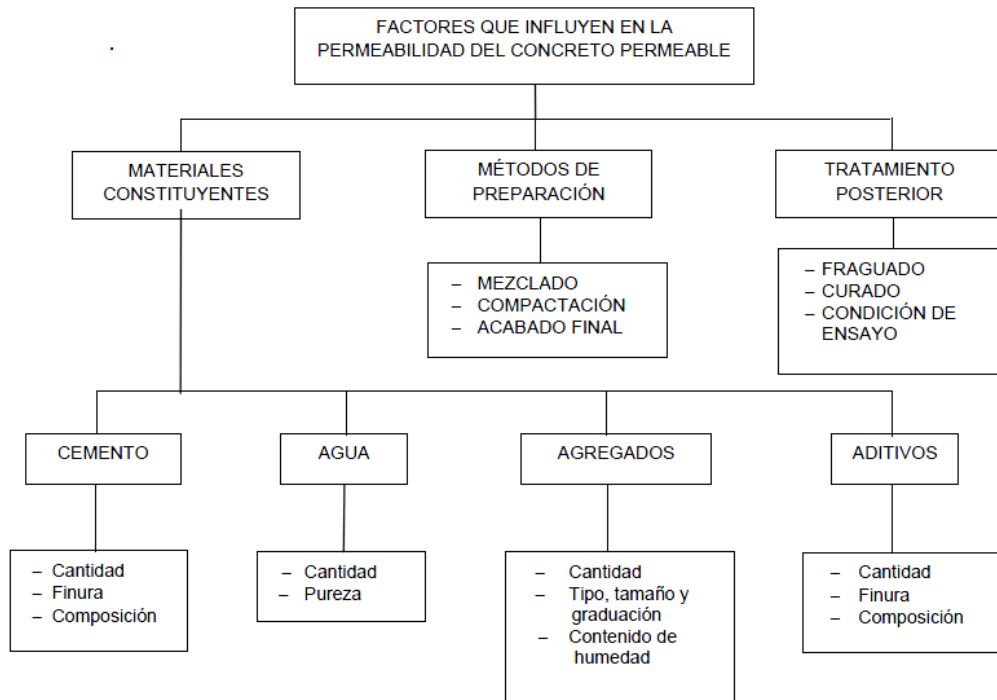 FACTORES QUE INFLUYEN EN LA
PERMEABILIDAD DEL CONCRETO PERMEABLE
MATERIALES
CONSTITUYENTES
MÉTODOS DE
PREPARACIÓN
TRATAMIENTO
POSTERIOR
– MEZCLADO
– COMPACTACIÓN
– ACABADO FINAL
– FRAGUADO
– CURADO
– CONDICIÓN DE
ENSAYO
CEMENTO
AGUA
AGREGADOS
ADITIVOS
– Cantidad
– Finura
– Composición
– Cantidad
– Pureza
– Cantidad
– Tipo, tamaño y
graduación
– Contenido de
humedad
– Cantidad
– Finura
– Composición